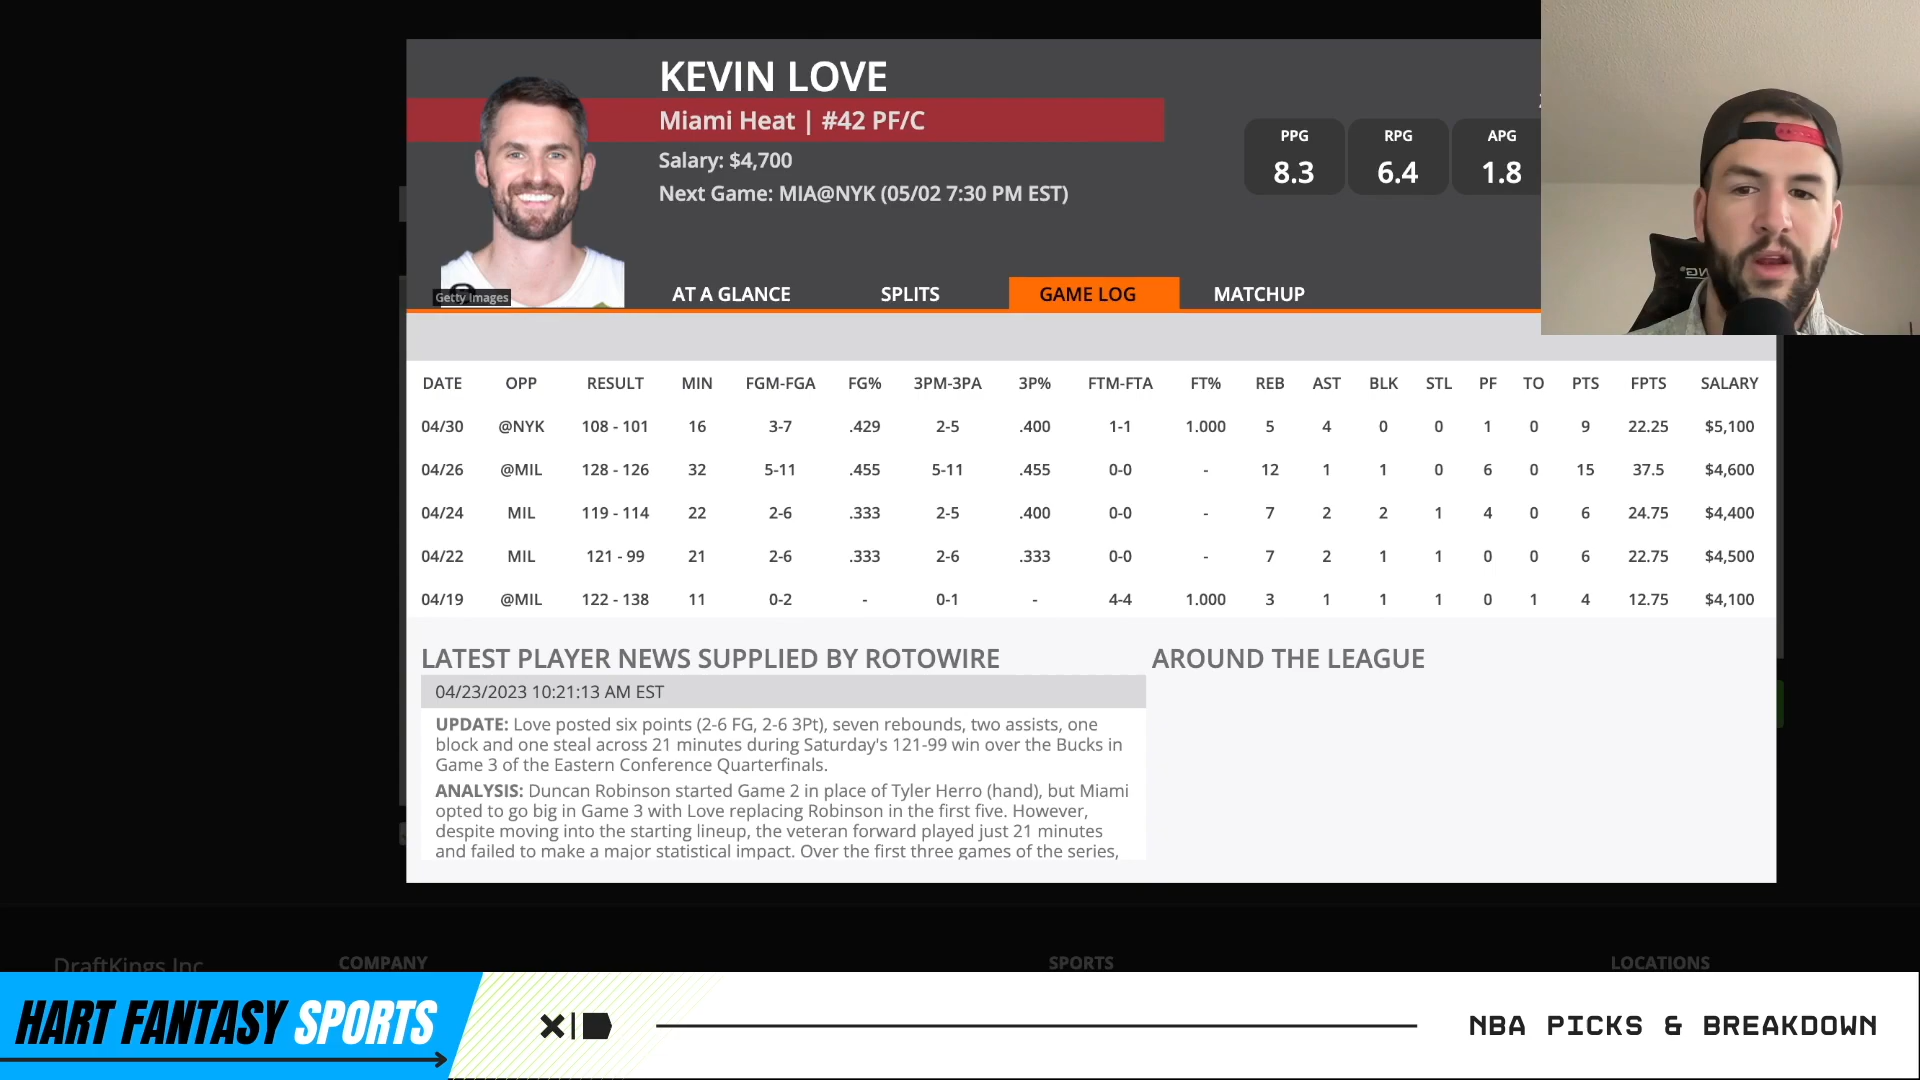 KEVIN LOVE
Miami Heat | #42 PF/C
Salary: $4,700
Next Game: MIA@NYK (05/02 7:30 PM EST)
PPG RPG APG
8.3 6.4 1.8
Getty Images
AT A GLANCE SPLITS GAME LOG MATCHUP
DATE OPP RESULT MIN FGM-FGA FG% 3PM-3PA 3P% FTM-FTA FT% REB AST BLK STL PF TO PTS FPTS SALARY
04/30 @NYK 108 - 101 16 3-7 .429 2-5 .400 1-1 1.000 5 4 0 0 1 0 9 22.25 $5,100
04/26 @MIL 128 - 126 32 5-11 .455 5-11 .455 0-0 - 12 1 1 0 6 0 15 37.5 $4,600
04/24 MIL 119 - 114 22 2-6 .333 2-5 .400 0-0 - 7 2 2 1 4 0 6 24.75 $4,400
04/22 MIL 121 - 99 21 2-6 .333 2-6 .333 0-0 - 7 2 1 1 0 0 6 22.75 $4,500
04/19 @MIL 122 - 138 11 0-2 - 0-1 - 4-4 1.000 3 1 1 1 0 1 4 12.75 $4,100
LATEST PLAYER NEWS SUPPLIED BY ROTOWIRE
AROUND THE LEAGUE
04/23/2023 10:21:13 AM EST
UPDATE: Love posted six points (2-6 FG, 2-6 3Pt), seven rebounds, two assists, one
block and one steal across 21 minutes during Saturday's 121-99 win over the Bucks in
Game 3 of the Eastern Conference Quarterfinals.
ANALYSIS: Duncan Robinson started Game 2 in place of Tyler Herro (hand), but Miami
opted to go big in Game 3 with Love replacing Robinson in the first five. However,
despite moving into the starting lineup, the veteran forward played just 21 minutes
and failed to make a major statistical impact. Over the first three games of the series,
DraftKings Inc COMPANY SPORTS LOCATIONS
HART FANTASY SPORTS
NBA PICKS & BREAKDOWN